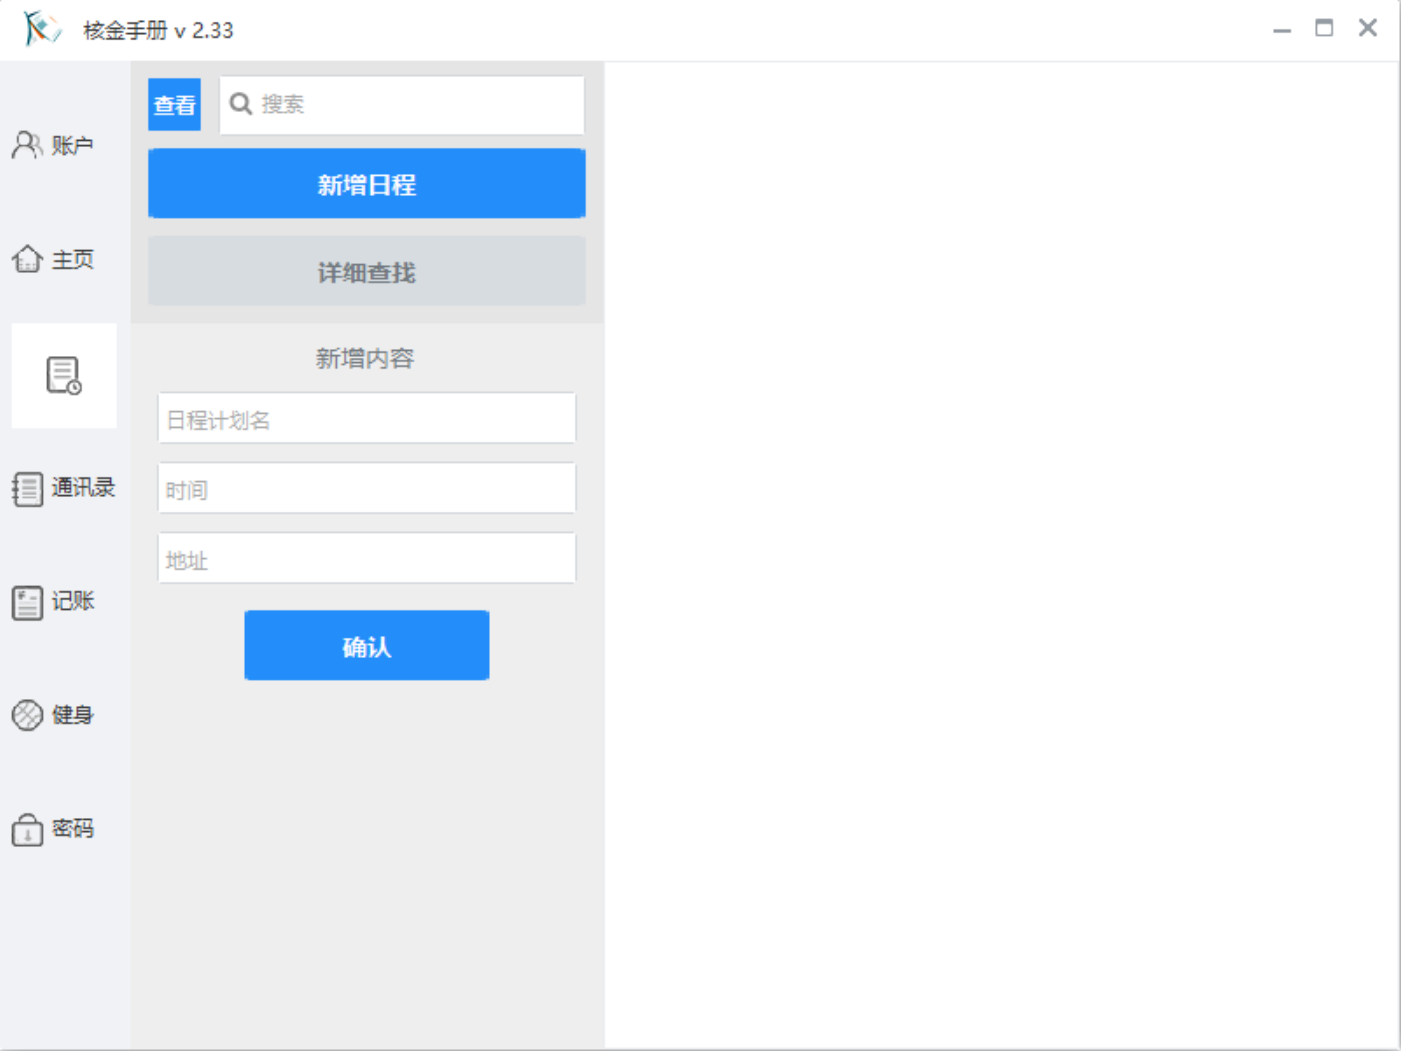 核金手册 v 2.33
账户
主页
通讯录
记账
健身
密码
查看
搜索
新增日程
详细查找
新增内容
日程计划名
时间
地址
确认